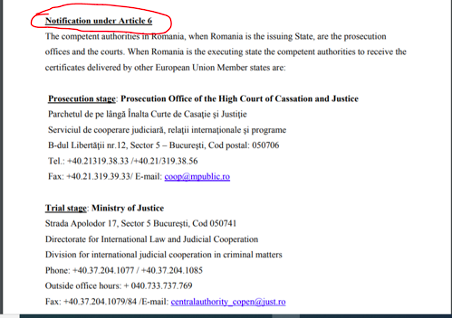 Notification under Article 6
The competent authorities in Romania, when Romania is the issuing State, are the prosecution
offices and the courts. When Romania is the executing state the competent authorities to receive the
certificates delivered by other European Union Member states are:
Prosecution stage: Prosecution Office of the High Court of Cassation and Justice
Parchetul de pe lângă Înalta Curte de Casaţie şi Justiţie
Serviciul de cooperare judiciară, relaţii internaţionale şi programe
B-dul Libertăţii nr.12, Sector 5 – Bucureşti, Cod postal: 050706
Tel.: +40.21319.38.33 /+40.21/319.38.56
Fax: +40.21.319.39.33/ E-mail: coop@mpublic.ro
Trial stage: Ministry of Justice
Strada Apolodor 17, Sector 5 Bucureşti, Cod 050741
Directorate for International Law and Judicial Cooperation
Division for international judicial cooperation in criminal matters
Phone: +40.37.204.1077 / +40.37.204.1085
Outside office hours: + 040.733.737.769
Fax: +40.37.204.1079/84 /E-mail: centralauthority_copen@just.ro